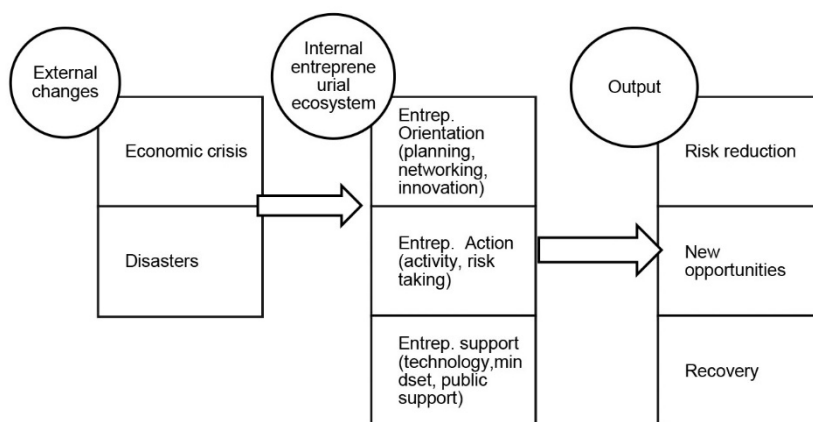 External
changes
Economic crisis
Disasters
Internal
entreprene
urial
ecosystem
Entrep.
Orientation
(planning,
networking,
innovation)
Entrep.  Action
(activity, risk
taking)
Entrep. support
(technology,min
dset, public
support)
Output
Risk reduction
New
opportunities
Recovery